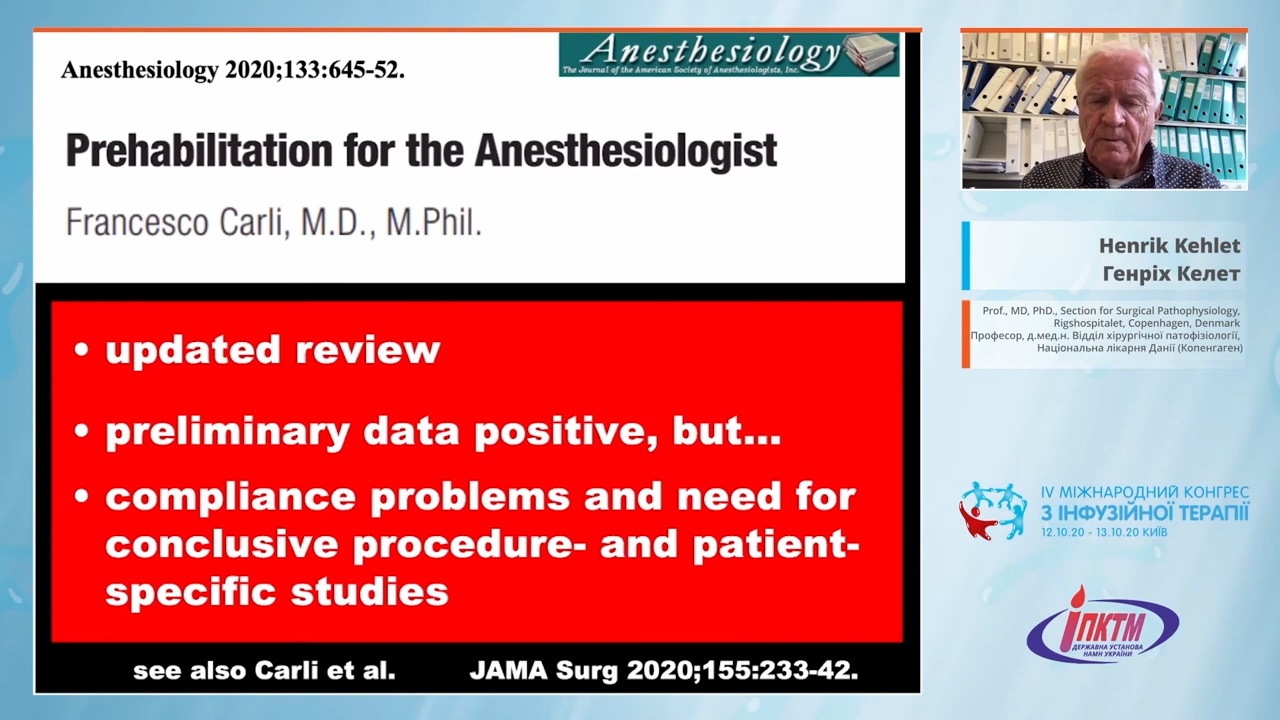 Anesthesiology 2020;133:645-52.
Anesthesiology
The Journal of the American Society of Anesthesiologists, Inc.
Prehabilitation for the Anesthesiologist
Francesco Carli, M.D., M.Phil.
• updated review
• preliminary data positive, but...
• compliance problems and need for
conclusive procedure- and patient-
specific studies
see also Carli et al. JAMA Surg 2020;155:233-42.
Henrik Kehlet
Генріх Келет
Prof., MD, PhD., Section for Surgical Pathophysiology,
Rigshospitalet, Copenhagen, Denmark
Професор, д.мед.н. Відділ хірургічної патофізіології,
Національна лікарня Данії (Копенгаген)
IV МІЖНАРОДНИЙ КОНГРЕС
З ІНФУЗІЙНОЇ ТЕРАПІЇ
12.10.20 - 13.10.20 КИЇВ
ІПКТМ
ДЕРЖАВНА УСТАНОВА
НАМН УКРАЇНИ